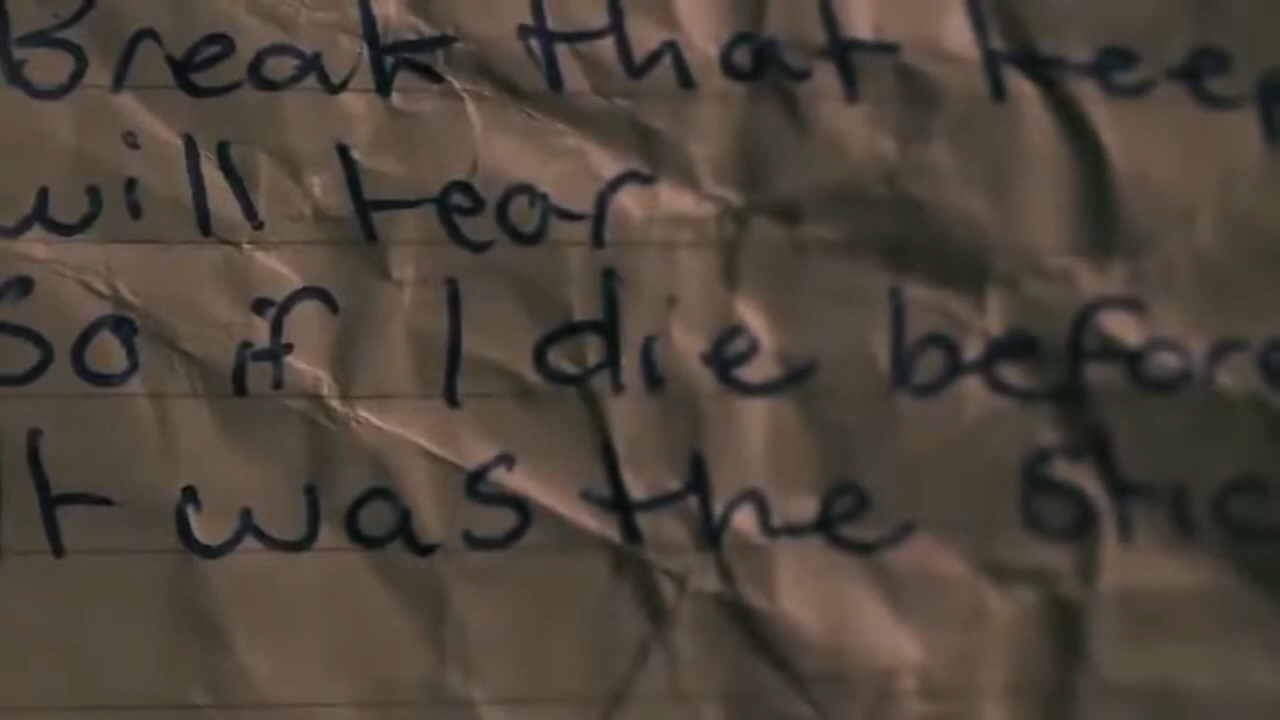 Break that
will tear
So if I die before
t was the